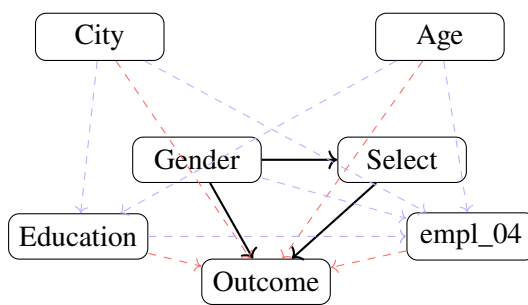 City
Age
Gender
Select
Education
empl_04
Outcome